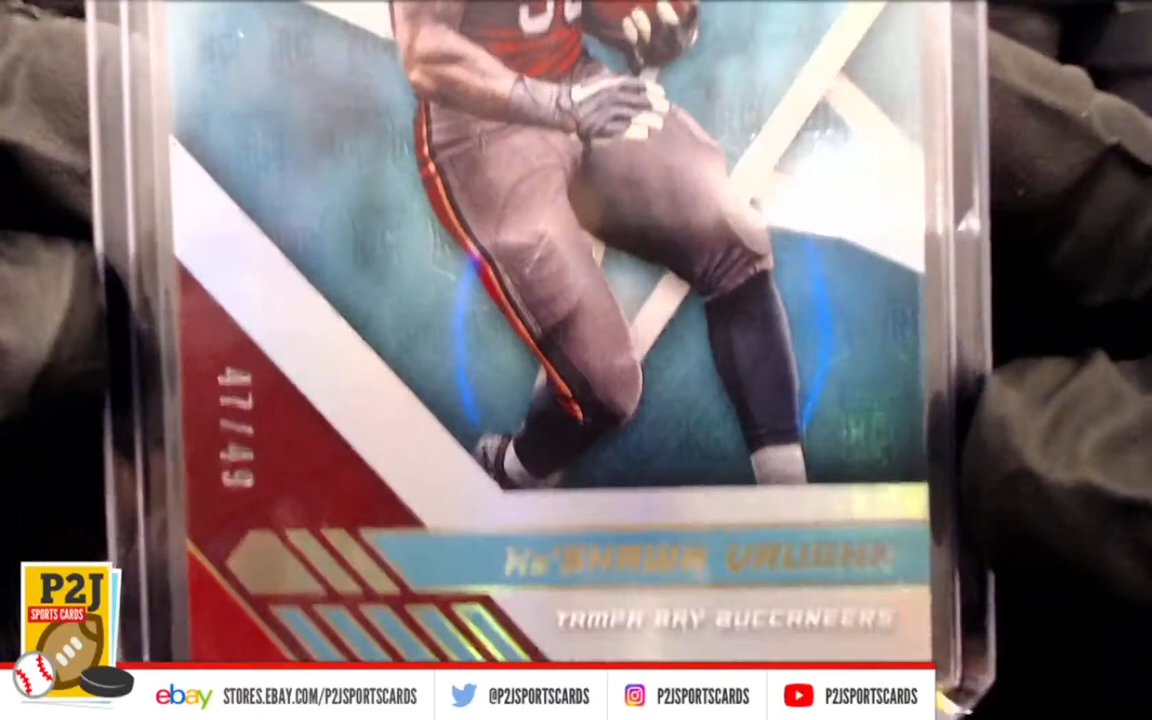 47/49
Ke'Shawn Vaughn
TAMPA BAY BUCCANEERS
P2J
SPORTS CARDS
ebay STORES.EBAY.COM/P2JSPORTSCARDS
@P2JSPORTSCARDS
P2JSPORTSCARDS
P2JSPORTSCARDS